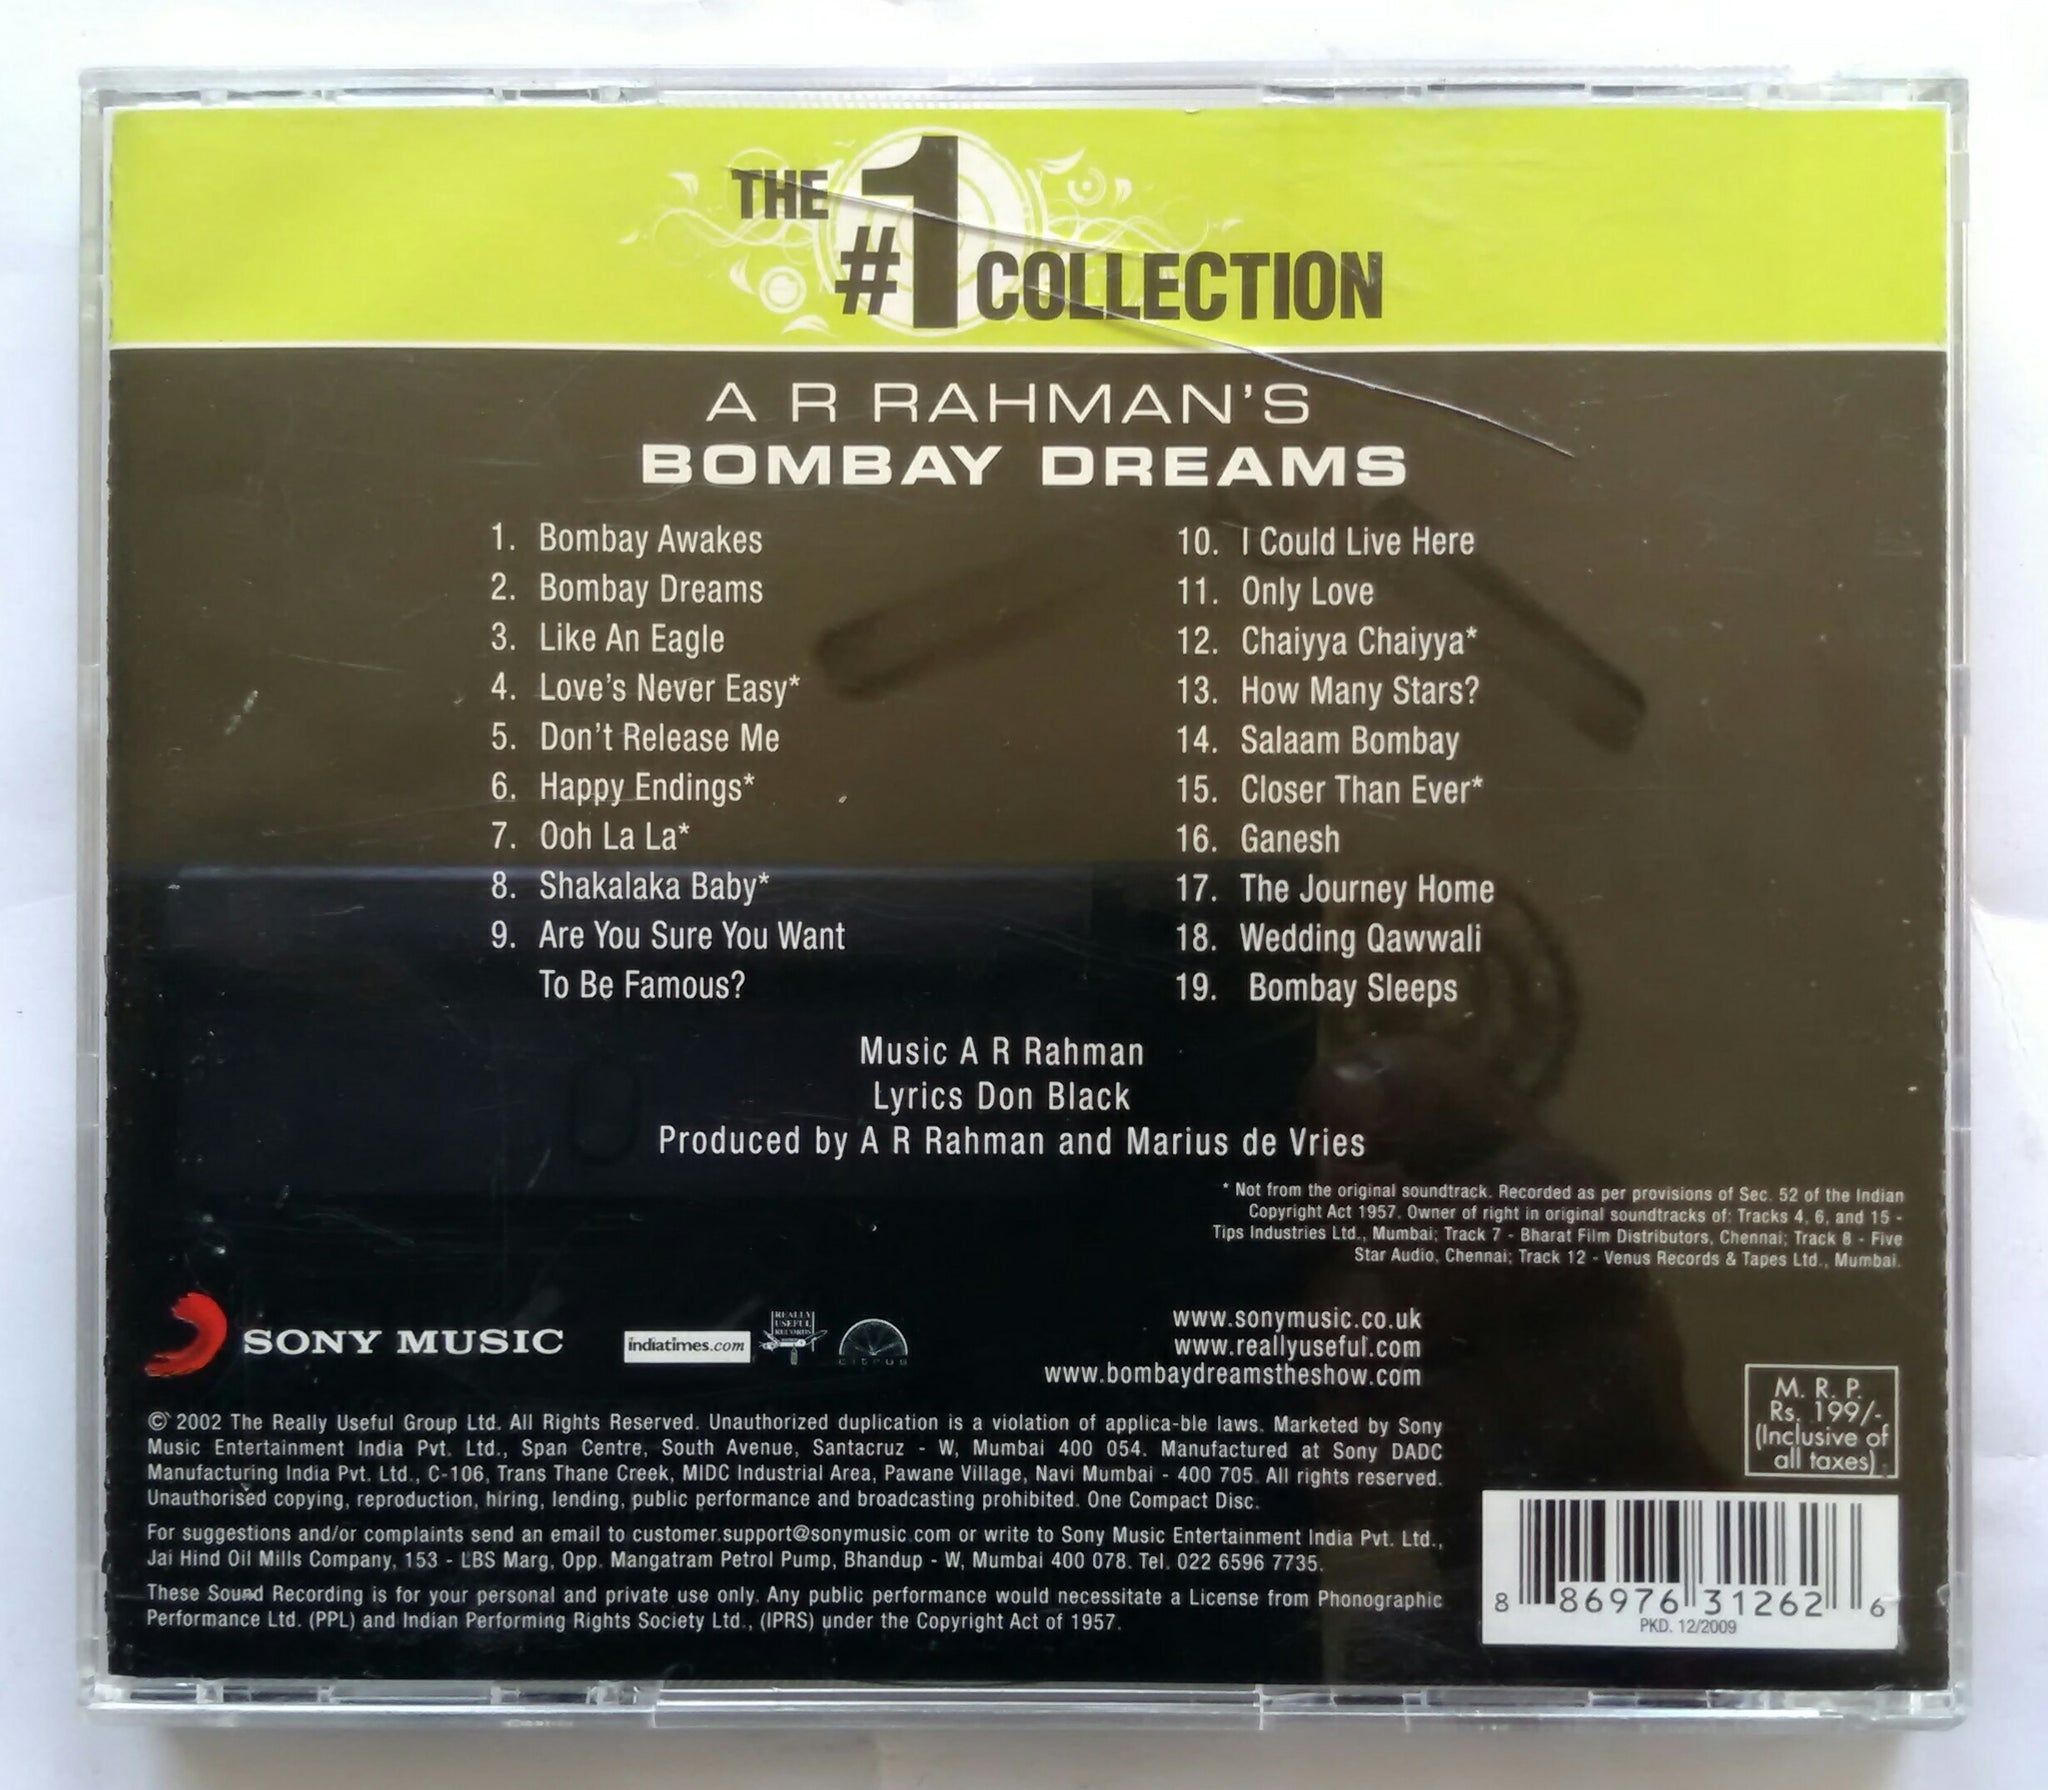 THE
#1 COLLECTION
A R RAHMAN'S
BOMBAY DREAMS
1. Bombay Awakes
2. Bombay Dreams
3. Like An Eagle
4. Love's Never Easy*
5. Don't Release Me
6. Happy Endings*
7. Ooh La La*
8. Shakalaka Baby*
9. Are You Sure You Want
To Be Famous?
10. I Could Live Here
11. Only Love
12. Chaiyya Chaiyya*
13. How Many Stars?
14. Salaam Bombay
15. Closer Than Ever*
16. Ganesh
17. The Journey Home
18. Wedding Qawwali
19. Bombay Sleeps
Music A R Rahman
Lyrics Don Black
Produced by A R Rahman and Marius de Vries
* Not from the original soundtrack. Recorded as per provisions of Sec. 52 of the Indian
Copyright Act 1957. Owner of right in original soundtracks of: Tracks 4, 6, and 15 -
Tips Industries Ltd., Mumbai; Track 7 - Bharat Film Distributors, Chennai; Track 8 - Five
Star Audio, Chennai; Track 12 - Venus Records & Tapes Ltd., Mumbai.
SONY MUSIC
indiatimes.com
REALLY
USEFUL
RECORDS
citrus
www.sonymusic.co.uk
www.reallyuseful.com
www.bombaydreamstheshow.com
M. R. P.
Rs. 199/-
(Inclusive of
all taxes)
© 2002 The Really Useful Group Ltd. All Rights Reserved. Unauthorized duplication is a violation of applica-ble laws. Marketed by Sony
Music Entertainment India Pvt. Ltd., Span Centre, South Avenue, Santacruz - W, Mumbai 400 054. Manufactured at Sony DADC
Manufacturing India Pvt. Ltd., C-106, Trans Thane Creek, MIDC Industrial Area, Pawane Village, Navi Mumbai - 400 705. All rights reserved.
Unauthorised copying, reproduction, hiring, lending, public performance and broadcasting prohibited. One Compact Disc.
For suggestions and/or complaints send an email to customer.support@sonymusic.com or write to Sony Music Entertainment India Pvt. Ltd.,
Jai Hind Oil Mills Company, 153 - LBS Marg, Opp. Mangatram Petrol Pump, Bhandup - W, Mumbai 400 078. Tel. 022 6596 7735.
These Sound Recording is for your personal and private use only. Any public performance would necessitate a License from Phonographic
Performance Ltd. (PPL) and Indian Performing Rights Society Ltd., (IPRS) under the Copyright Act of 1957.
8 86976 31262 6
PKD. 12/2009